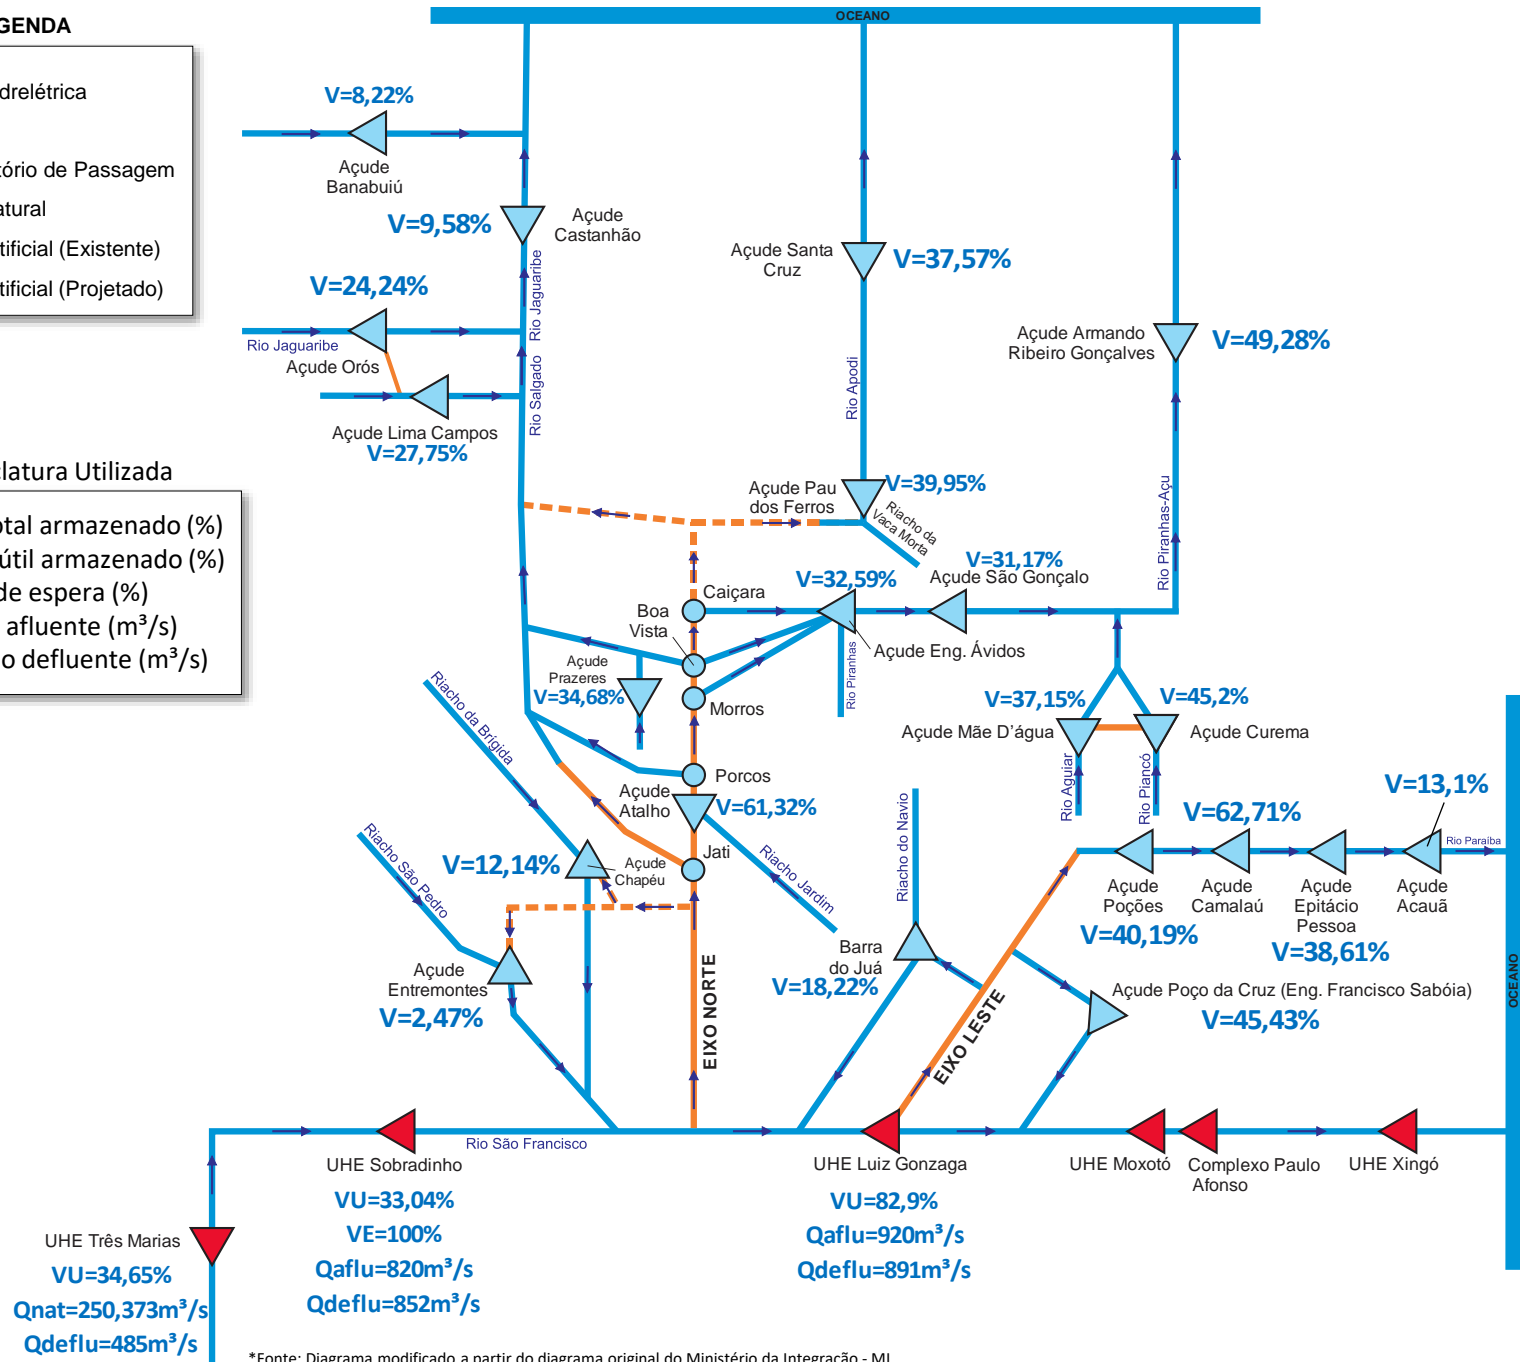 GENDA
drelétrica
tório de Passagem
atural
tificial (Existente)
tificial (Projetado)
clatura Utilizada
otal armazenado (%)
útil armazenado (%)
de espera (%)
afluente (m³/s)
o defluente (m³/s)
OCEANO
V=8,22%
Açude
Banabuiú
V=9,58%
Açude
Castanhão
Rio Jaguaribe
V=24,24%
Rio Jaguaribe
Açude Orós
Rio Salgado
Açude Lima Campos
V=27,75%
Açude Santa
Cruz
V=37,57%
Rio Apodi
Açude Armando
Ribeiro Gonçalves
V=49,28%
Rio Piranhas-Açu
Açude Pau
dos Ferros
V=39,95%
Riacho da
Vaca Morta
V=31,17%
Açude São Gonçalo
V=32,59%
Açude Eng. Ávidos
Rio Piranhas
Caiçara
Boa
Vista
Açude
Prazeres
V=34,68%
Morros
Porcos
Açude
Atalho
V=61,32%
Jati
Riacho Jardim
Riacho da Brígida
Riacho São Pedro
V=12,14%
Açude
Chapéu
Açude
Entremontes
V=2,47%
EIXO NORTE
V=37,15%
Açude Mãe D'água
V=45,2%
Açude Curema
Rio Aguiar
Rio Piancó
V=13,1%
V=62,71%
Rio Paraiba
Açude
Poções
V=40,19%
Açude
Camalaú
Açude
Epitácio
Pessoa
V=38,61%
Açude
Acauã
Riacho do Navio
Barra
do Juá
V=18,22%
EIXO LESTE
Açude Poço da Cruz (Eng. Francisco Sabóia)
V=45,43%
OCEANO
Rio São Francisco
UHE Sobradinho
VU=33,04%
VE=100%
Qaflu=820m³/s
Qdeflu=852m³/s
UHE Luiz Gonzaga
VU=82,9%
Qaflu=920m³/s
Qdeflu=891m³/s
UHE Moxotó
Complexo Paulo
Afonso
UHE Xingó
UHE Três Marias
VU=34,65%
Qnat=250,373m³/s
Qdeflu=485m³/s
*Fonte: Diagrama modificado a partir do diagrama original do Ministério da Integração - MI